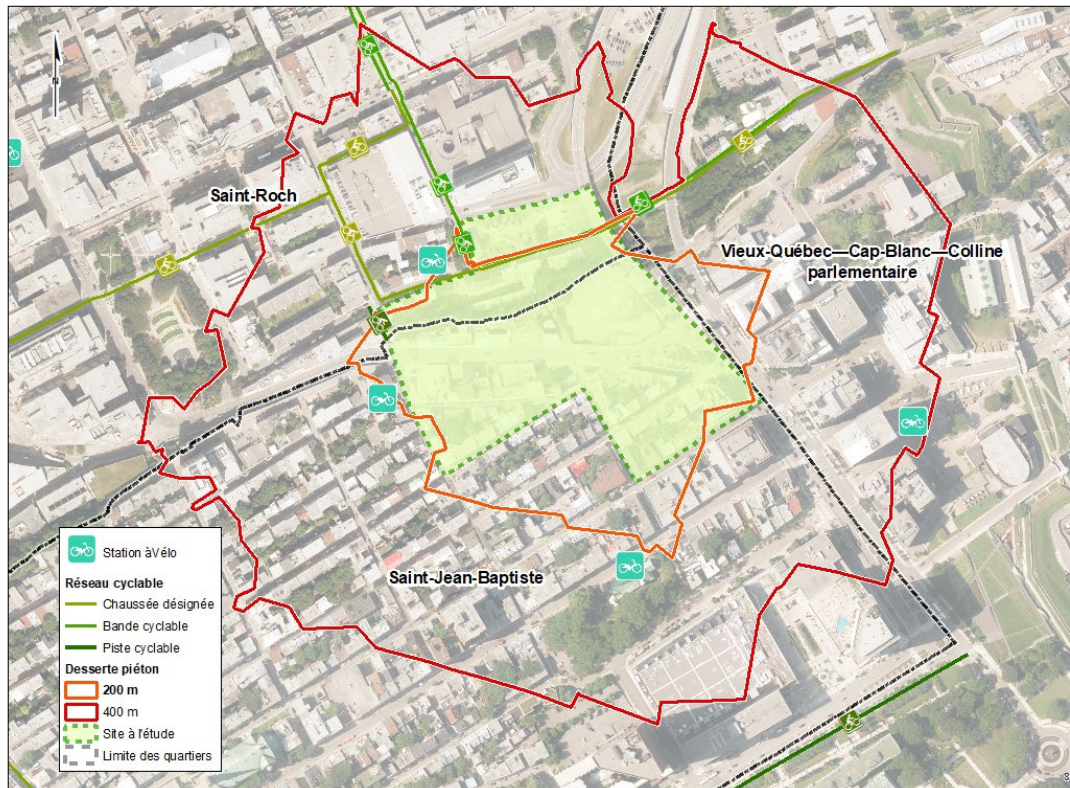 N
Saint-Roch
Vieux-Québec—Cap-Blanc—Colline
parlementaire
Saint-Jean-Baptiste
Station àVélo
Réseau cyclable
Chaussée désignée
Bande cyclable
Piste cyclable
Desserte piéton
200 m
400 m
Site à l'étude
Limite des quartiers